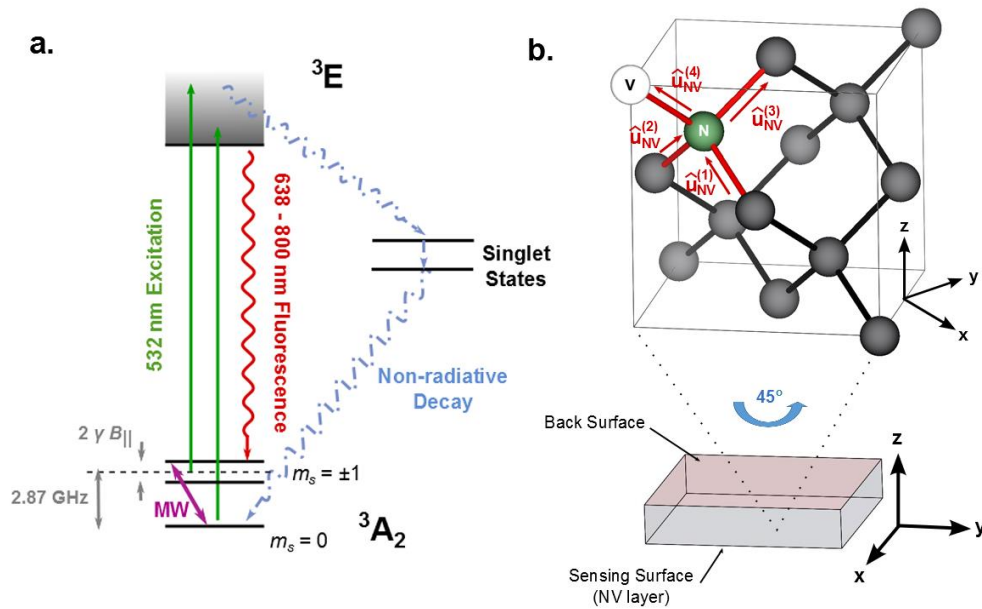 a.
³E
532 nm Excitation
638 - 800 nm Fluorescence
Singlet
States
Non-radiative
Decay
2 γ B||
2.87 GHz
MW
mₛ = ±1
mₛ = 0
³A₂
b.
V
N
û_NV^(4)
û_NV^(3)
û_NV^(2)
û_NV^(1)
z
y
x
45°
Back Surface
z
y
x
Sensing Surface
(NV layer)